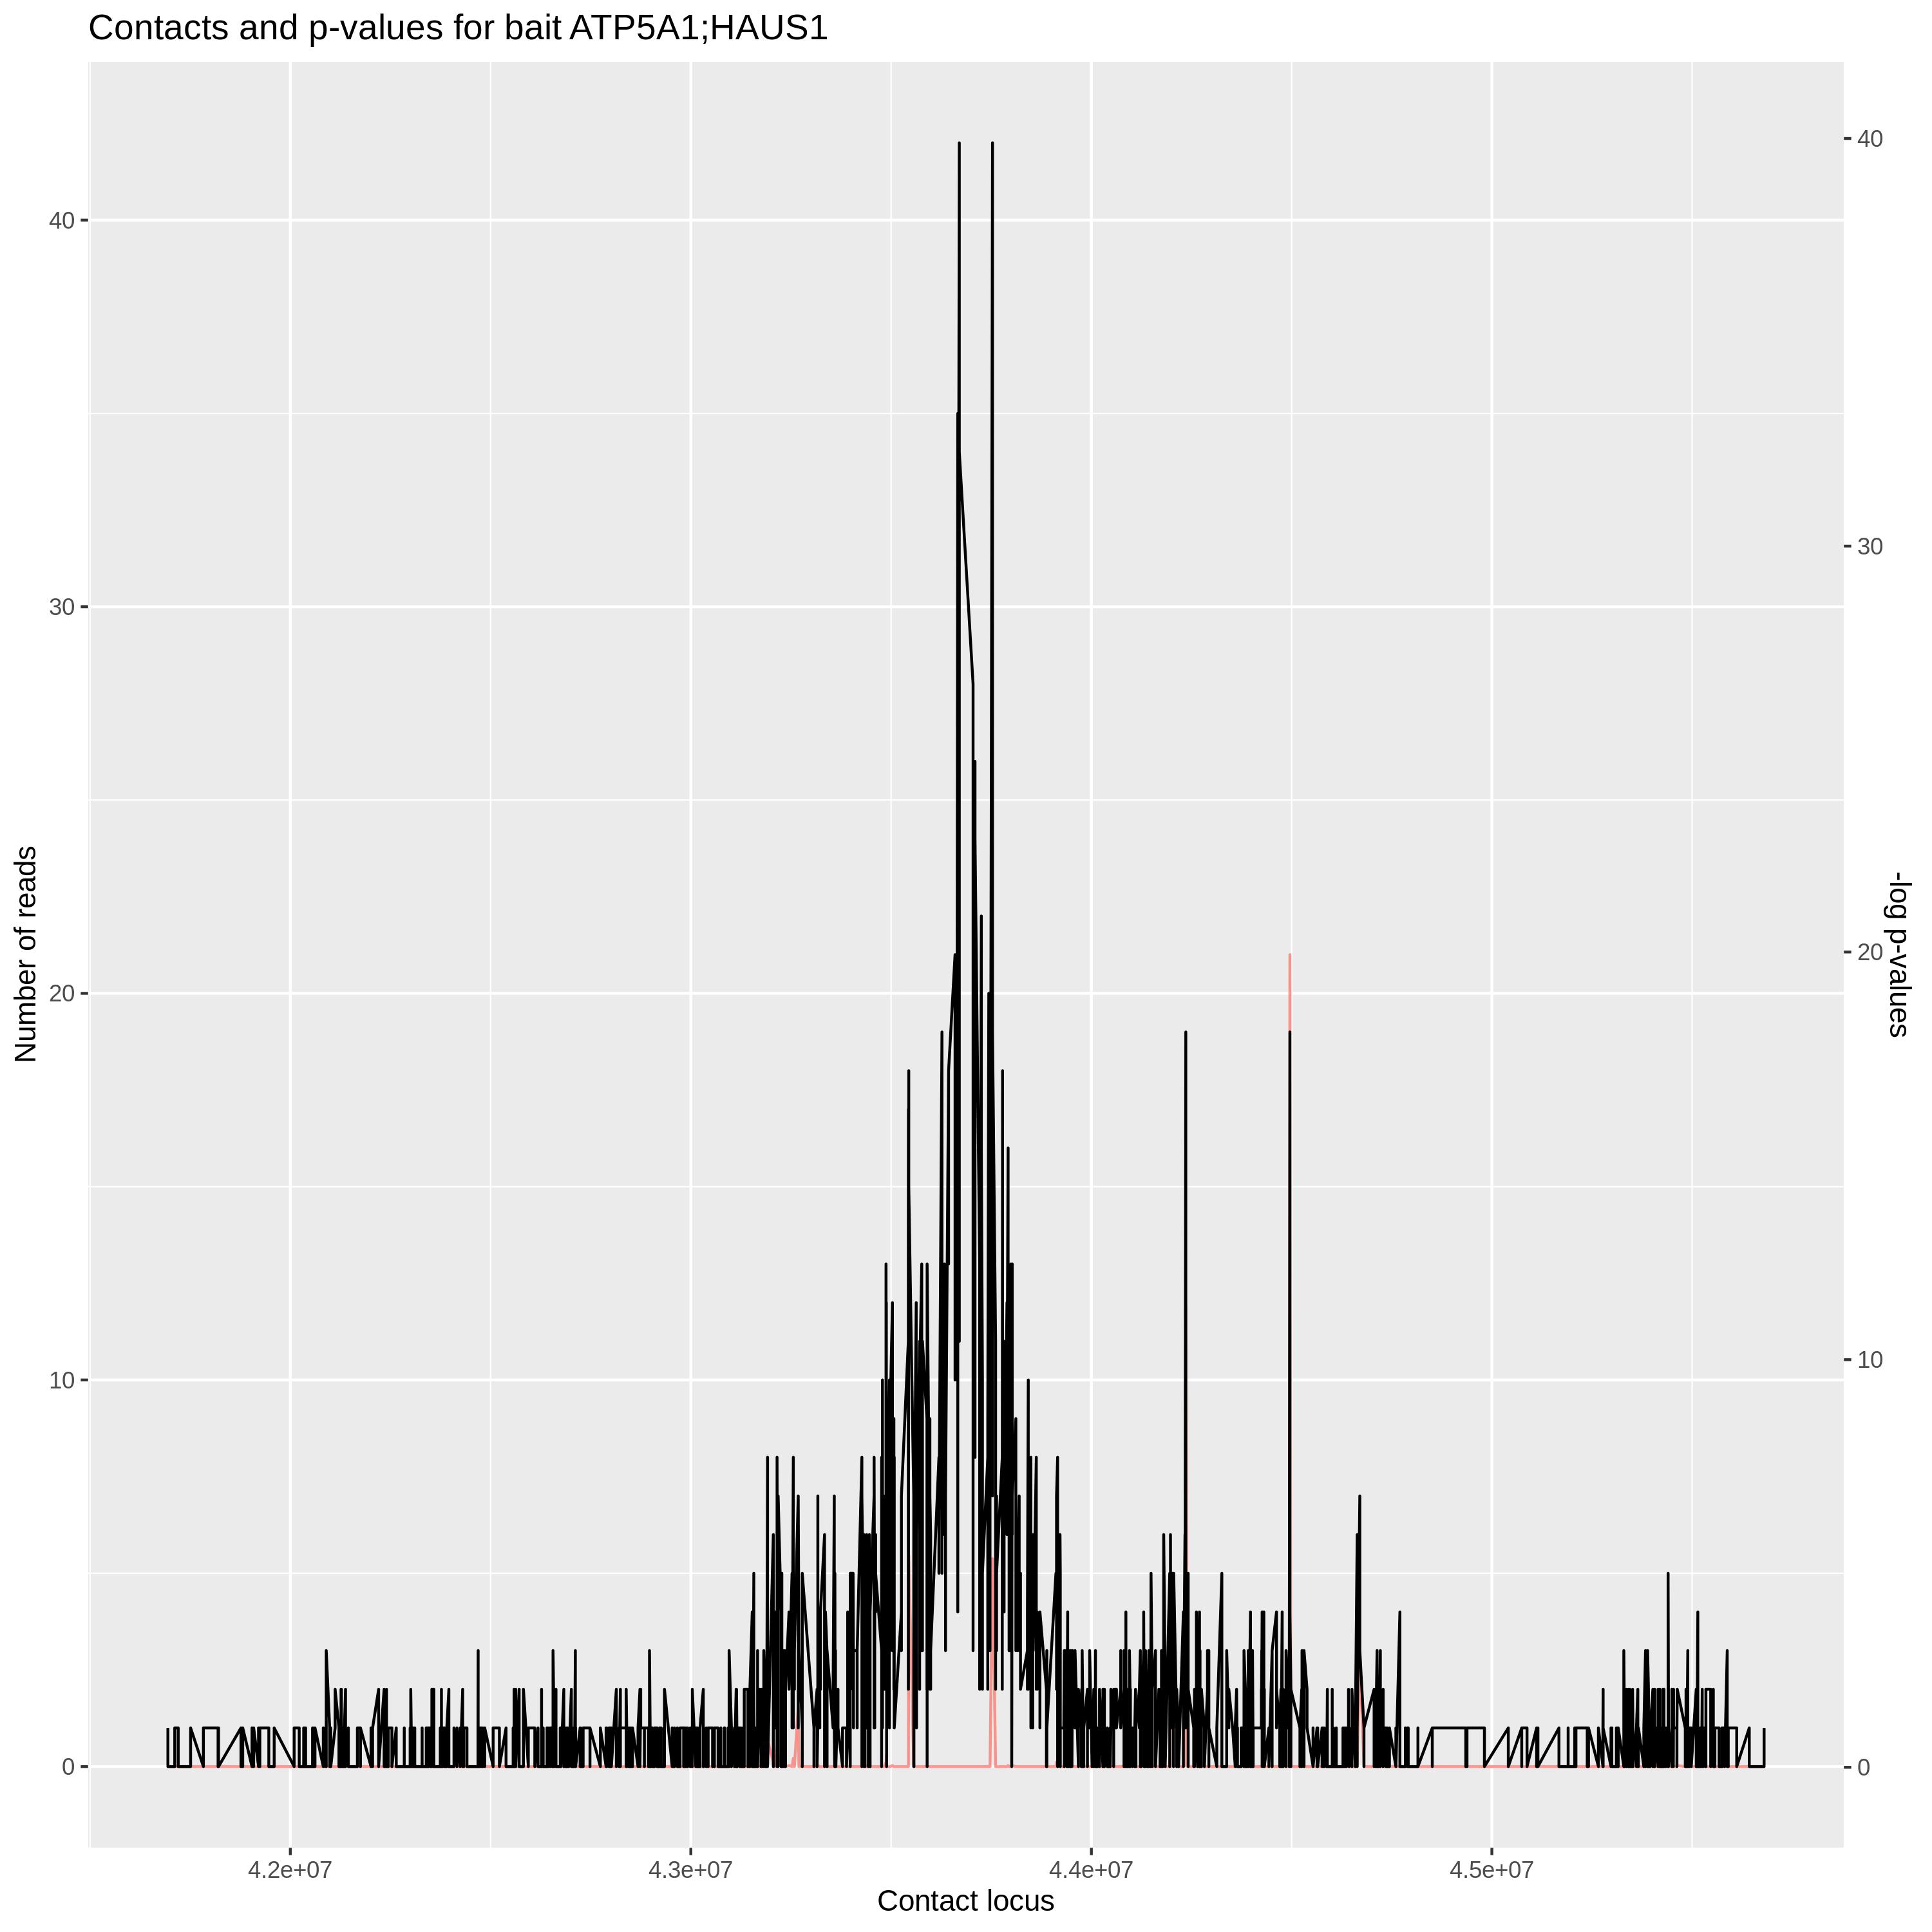 Contacts and p-values for bait ATP5A1;HAUS1
40
30
20
10
0
Number of reads
40
30
20
10
0
-log p-values
4.2e+07
4.3e+07
4.4e+07
4.5e+07
Contact locus